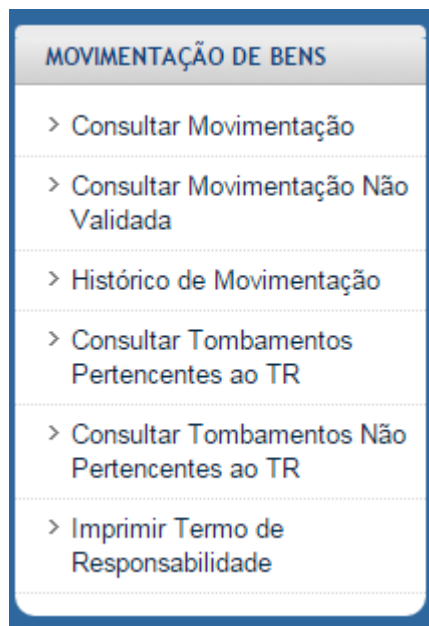 MOVIMENTAÇÃO DE BENS
> Consultar Movimentação
> Consultar Movimentação Não
Validada
> Histórico de Movimentação
> Consultar Tombamentos
Pertencentes ao TR
> Consultar Tombamentos Não
Pertencentes ao TR
> Imprimir Termo de
Responsabilidade